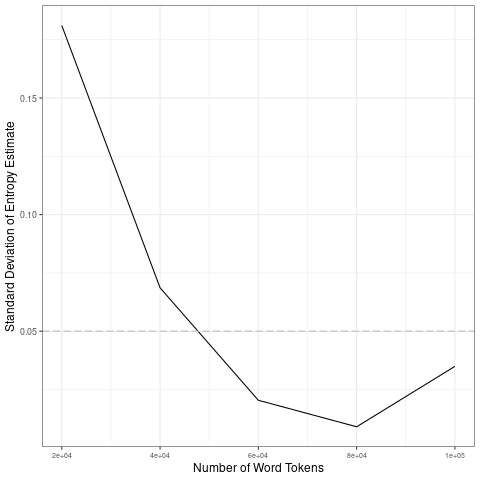 Standard Deviation of Entropy Estimate
0.15
0.10
0.05
2e+04 4e+04 6e+04 8e+04 1e+05
Number of Word Tokens